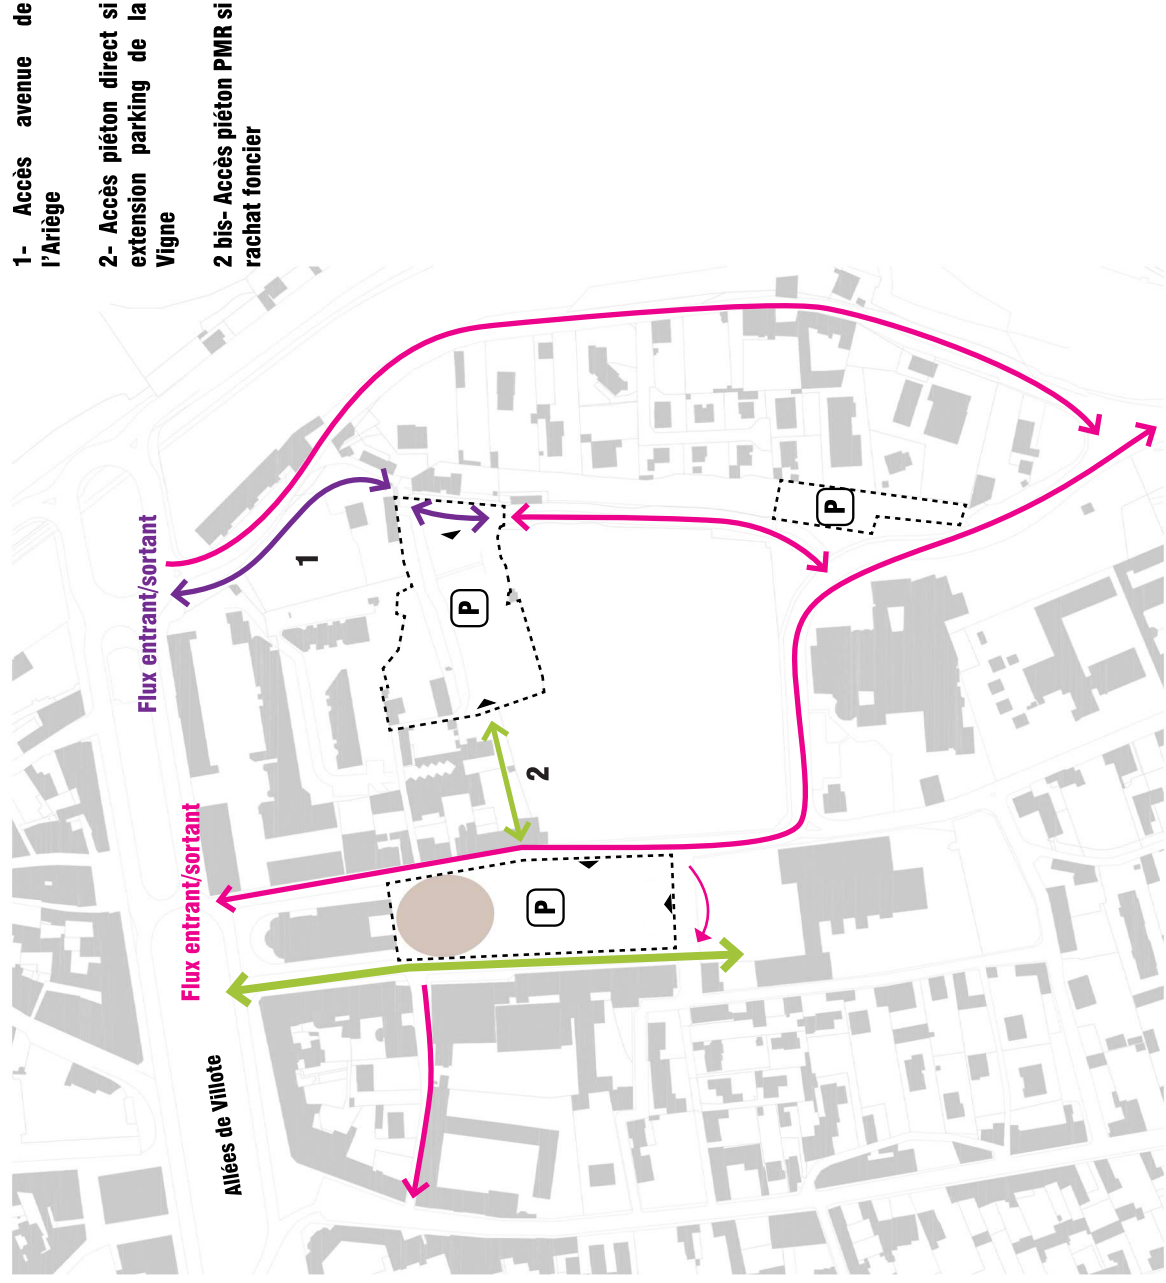 1- Accès avenue de
l'Ariège
2- Accès piéton direct si
extension parking de la
Vigne
2 bis- Accès piéton PMR si
rachat foncier
Flux entrant/sortant
1
P
P
2
Flux entrant/sortant
P
Allées de Villote